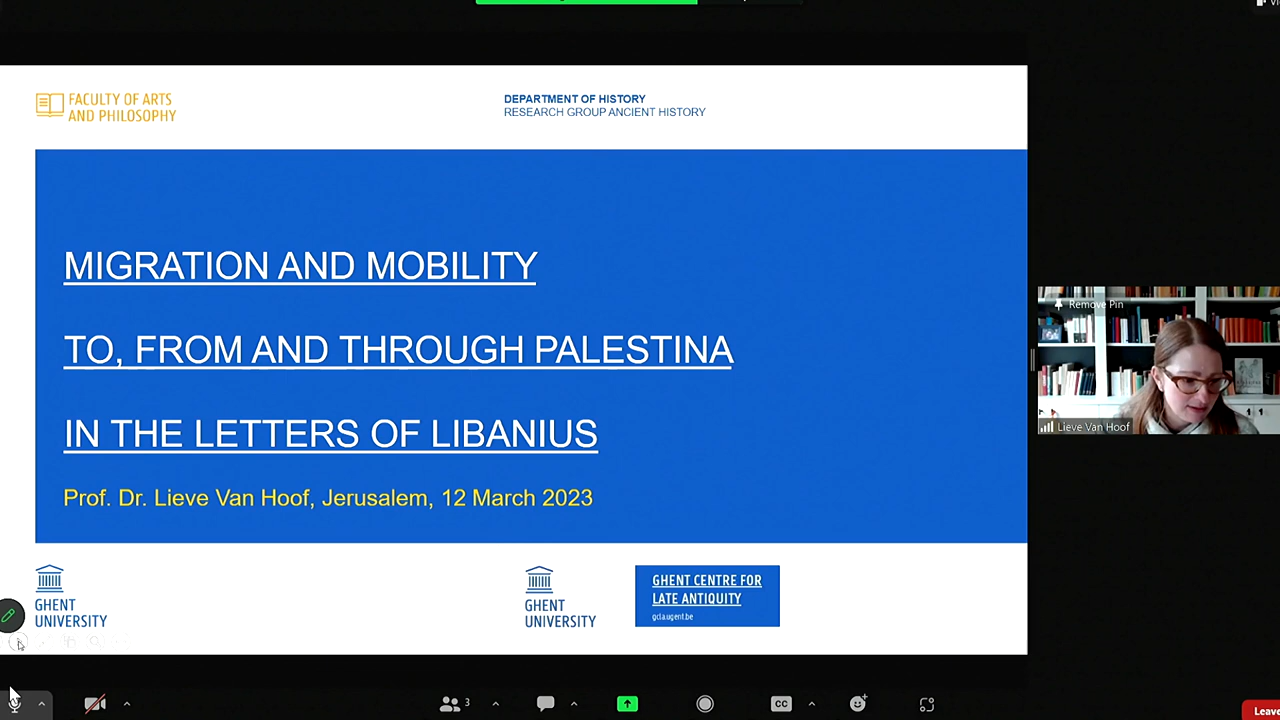 FACULTY OF ARTS
AND PHILOSOPHY
DEPARTMENT OF HISTORY
RESEARCH GROUP ANCIENT HISTORY
MIGRATION AND MOBILITY
TO, FROM AND THROUGH PALESTINA
IN THE LETTERS OF LIBANIUS
Prof. Dr. Lieve Van Hoof, Jerusalem, 12 March 2023
GHENT
UNIVERSITY
GHENT
UNIVERSITY
GHENT CENTRE FOR
LATE ANTIQUITY
gcla.ugent.be
Remove Pin
Lieve Van Hoof
3
CC
Leave